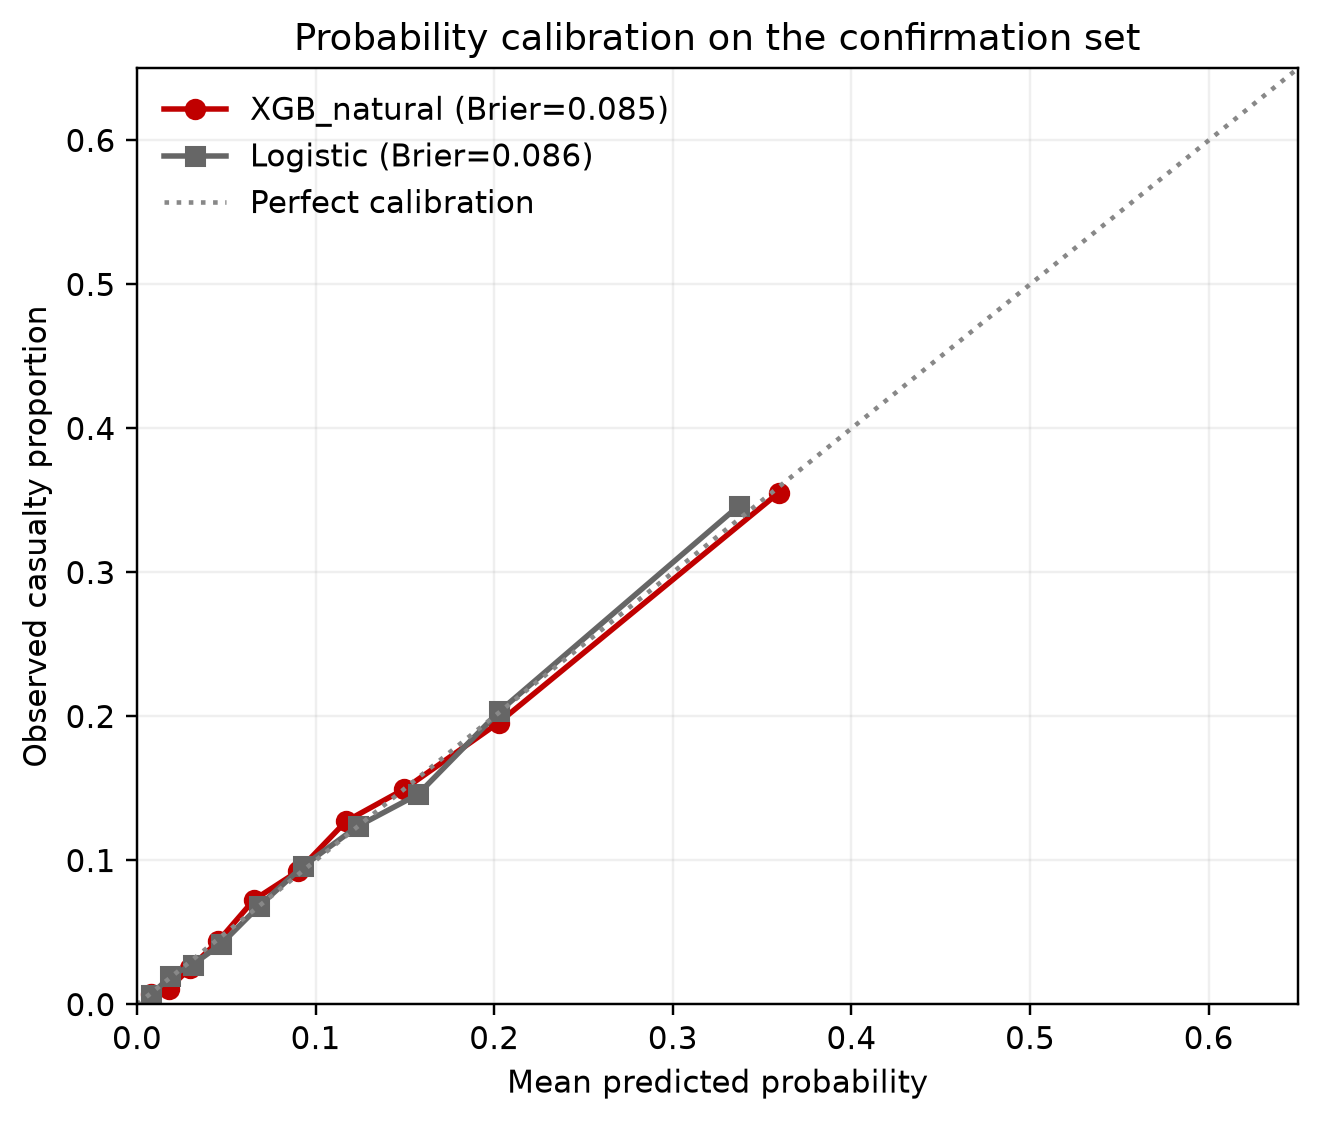 Probability calibration on the confirmation set
XGB_natural (Brier=0.085)
Logistic (Brier=0.086)
Perfect calibration
Observed casualty proportion
0.6
0.5
0.4
0.3
0.2
0.1
0.0
0.0 0.1 0.2 0.3 0.4 0.5 0.6
Mean predicted probability